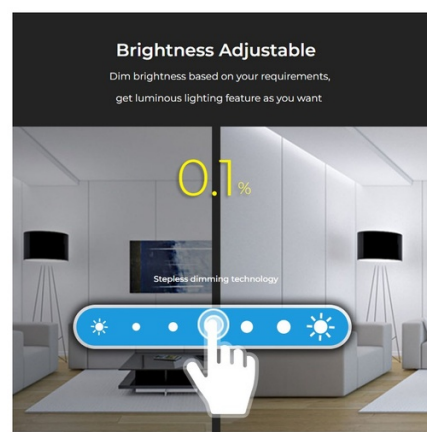 Brightness Adjustable
Dim brightness based on your requirements,
get luminous lighting feature as you want
0.1%
Stepless dimming technology